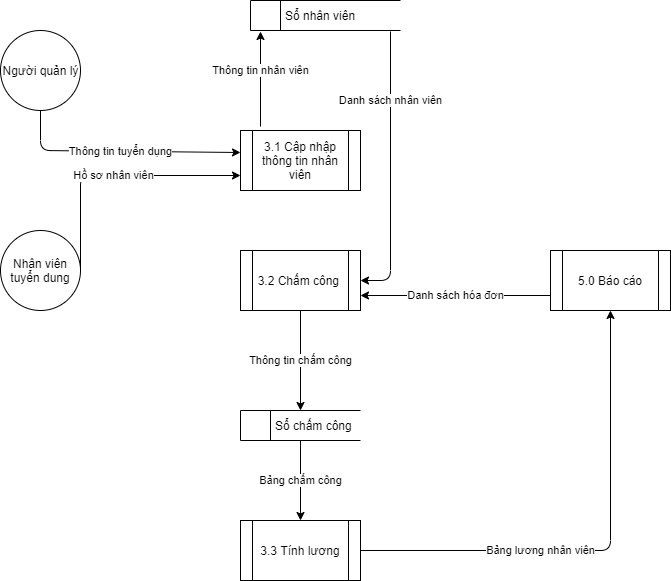 Sổ nhân viên
Người quản lý
Thông tin nhân viên
Danh sách nhân viên
Thông tin tuyển dụng
3.1 Cập nhập
thông tin nhân
viên
Hồ sơ nhân viên
Nhân viên
tuyển dung
3.2 Chấm công
5.0 Báo cáo
Danh sách hóa đơn
Thông tin chấm công
Sổ chấm công
Bảng chấm công
3.3 Tính lương
Bảng lương nhân viên